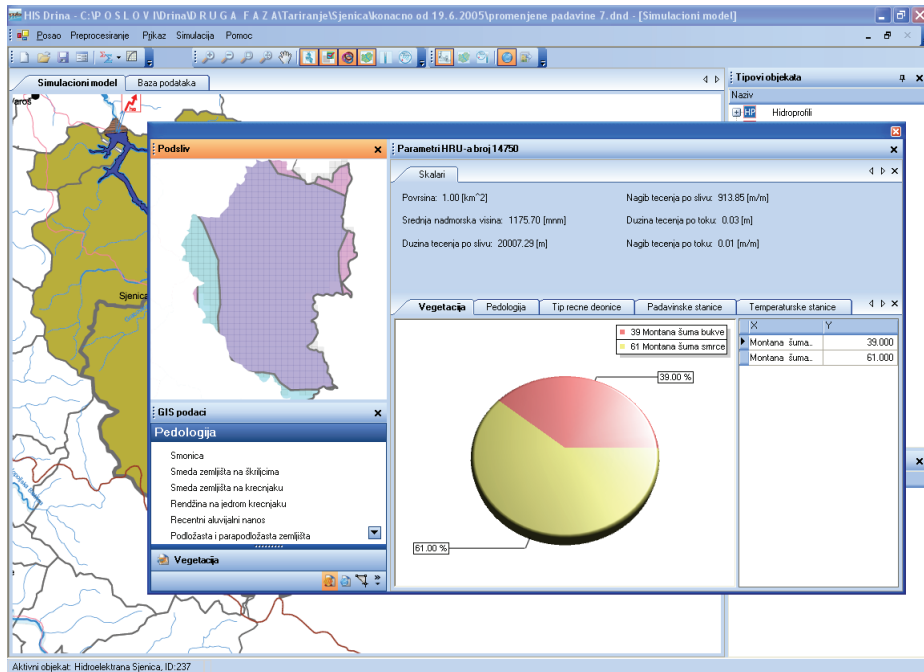 HIS Drina - C:\P O S L O V I\Drina\D R U G A  F A Z A\Tariranje\Sjenica\konacno od 19.6.2005\promenjene padavine 7.dnd - [Simulacioni model]
Posao Preprocesiranje Prikaz Simulacija Pomoc
Simulacioni model Baza podataka
Tipovi objekata
Naziv
HP Hidroprofili
Sjenica
Podsliv
Parametri HRU-a broj 14750
Skalari
Povrsina: 1.00 [km^2] Nagib tecenja po slivu: 913.85 [m/m]
Srednja nadmorska visina: 1175.70 [mnm] Duzina tecenja po toku: 0.03 [m]
Duzina tecenja po slivu: 20007.29 [m] Nagib tecenja po toku: 0.01 [m/m]
Vegetacija Pedologija Tip recne deonice Padavinske stanice Temperaturske stanice
39 Montana šuma bukve
61 Montana šuma smrce
39.00 %
61.00 %
X Y
Montana šuma.. 39.000
Montana šuma.. 61.000
GIS podaci
Pedologija
Smonica
Smeda zemljišta na škriljcima
Smeda zemljišta na krecnjaku
Rendžina na jedrom krecnjaku
Recentni aluvijalni nanos
Podložasta i parapodložasta zemljišta
Vegetacija
Aktivni objekat: Hidroelektrana Sjenica, ID:237